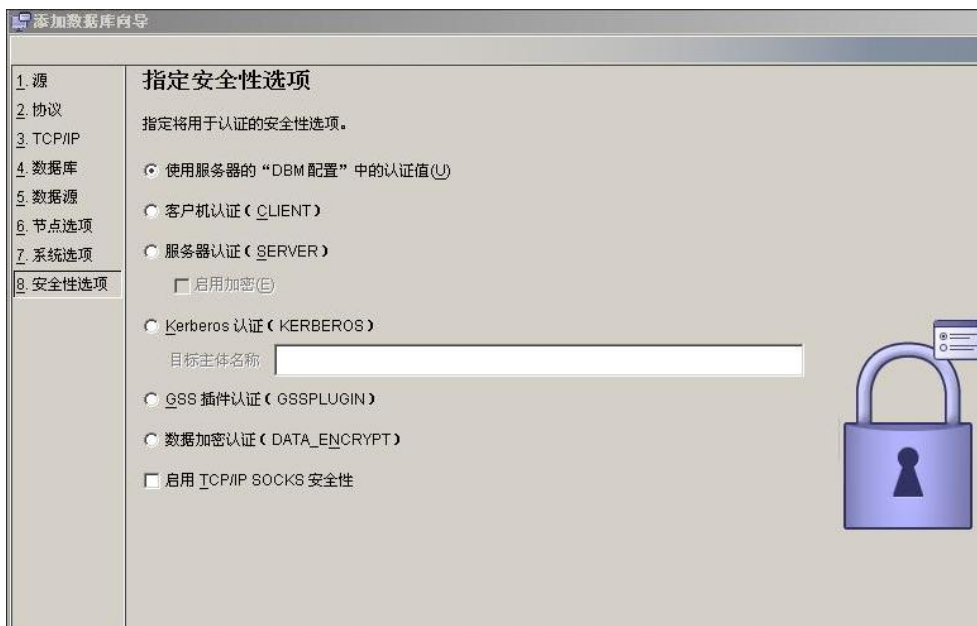 添加数据库向导
1.源
2.协议
3.TCP/IP
4.数据库
5.数据源
6.节点选项
7.系统选项
8.安全性选项
指定安全性选项
指定将用于认证的安全性选项。
使用服务器的“DBM 配置”中的认证值(U)
客户机认证(CLIENT)
服务器认证(SERVER)
启用加密(E)
Kerberos 认证(KERBEROS)
目标主体名称
GSS 插件认证(GSSPLUGIN)
数据加密认证(DATA_ENCRYPT)
启用 TCP/IP SOCKS 安全性